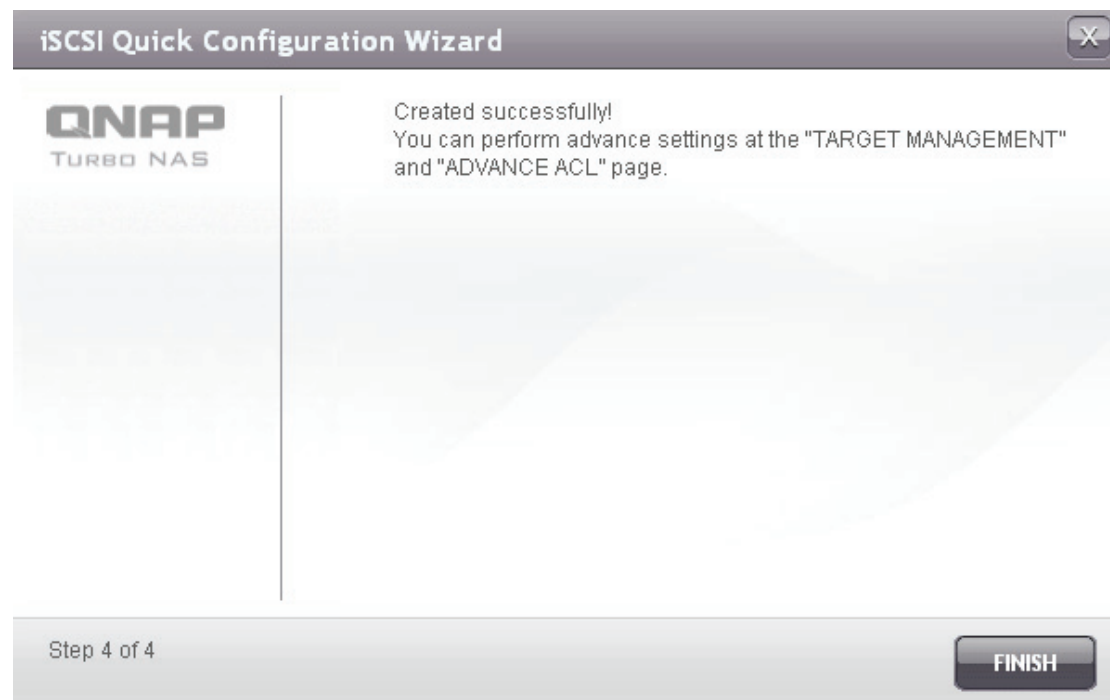 iSCSI Quick Configuration Wizard
X
QNAP
TURBO NAS
Created successfully!
You can perform advance settings at the "TARGET MANAGEMENT"
and "ADVANCE ACL" page.
Step 4 of 4
FINISH